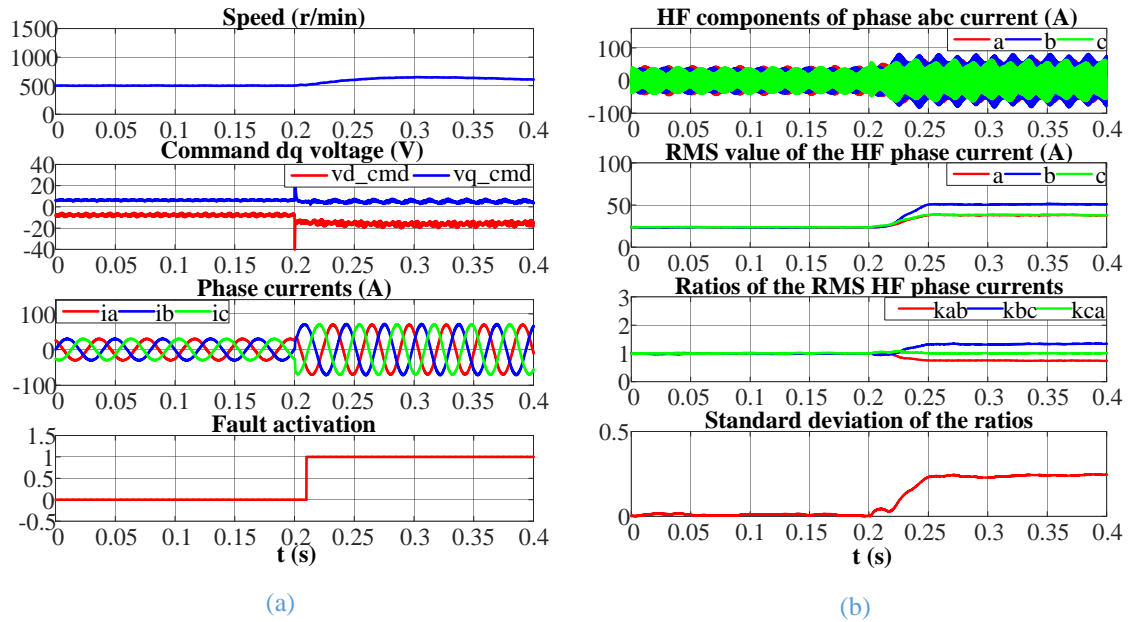 Speed (r/min)
1500
1000
500
0
0 0.05 0.1 0.15 0.2 0.25 0.3 0.35 0.4
Command dq voltage (V)
vd_cmd vq_cmd
40
20
0
-20
-40
0 0.05 0.1 0.15 0.2 0.25 0.3 0.35 0.4
Phase currents (A)
ia ib ic
100
0
-100
0 0.05 0.1 0.15 0.2 0.25 0.3 0.35 0.4
Fault activation
1.5
1
0.5
0
-0.5
0 0.05 0.1 0.15 0.2 0.25 0.3 0.35 0.4
t (s)
(a)
HF components of phase abc current (A)
a b c
100
0
-100
0 0.05 0.1 0.15 0.2 0.25 0.3 0.35 0.4
RMS value of the HF phase current (A)
a b c
100
50
0
0 0.05 0.1 0.15 0.2 0.25 0.3 0.35 0.4
Ratios of the RMS HF phase currents
kab kbc kca
3
2
1
0
0 0.05 0.1 0.15 0.2 0.25 0.3 0.35 0.4
Standard deviation of the ratios
0.5
0
0 0.05 0.1 0.15 0.2 0.25 0.3 0.35 0.4
t (s)
(b)